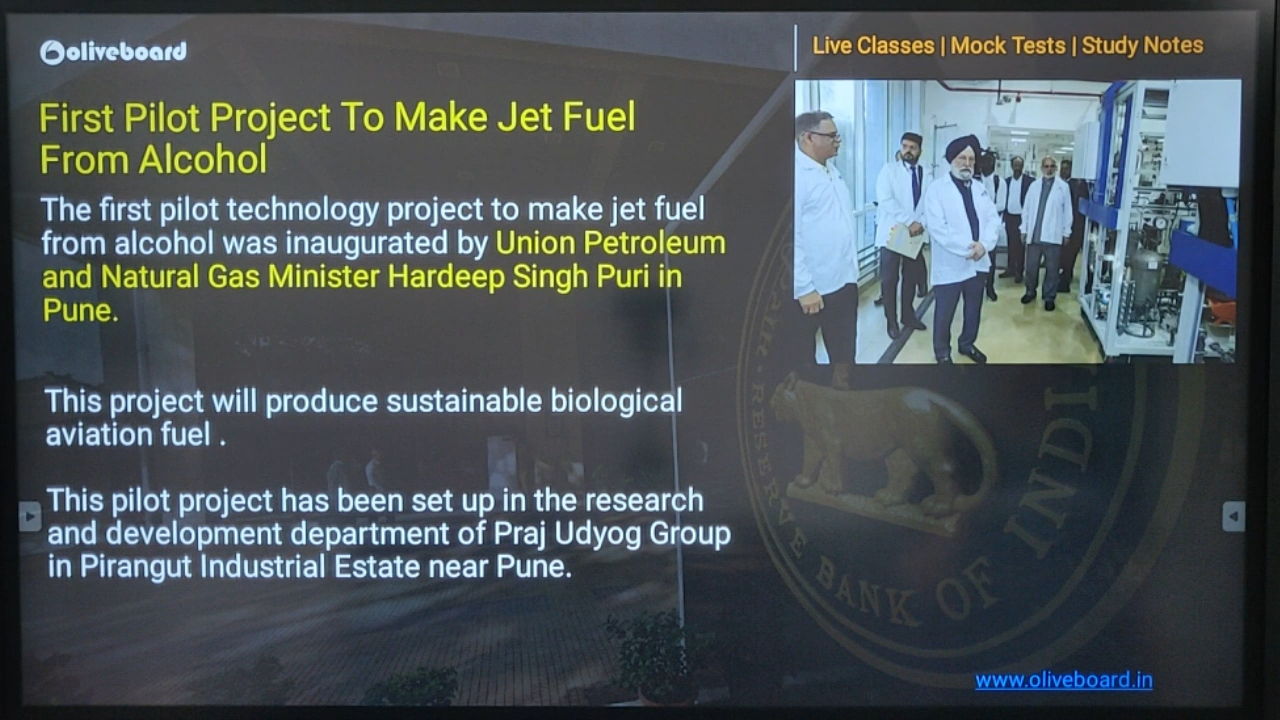 oliveboard
Live Classes | Mock Tests | Study Notes
First Pilot Project To Make Jet Fuel
From Alcohol
The first pilot technology project to make jet fuel
from alcohol was inaugurated by Union Petroleum
and Natural Gas Minister Hardeep Singh Puri in
Pune.
This project will produce sustainable biological
aviation fuel .
This pilot project has been set up in the research
and development department of Praj Udyog Group
in Pirangut Industrial Estate near Pune.
RESERVE BANK OF INDIA
www.oliveboard.in